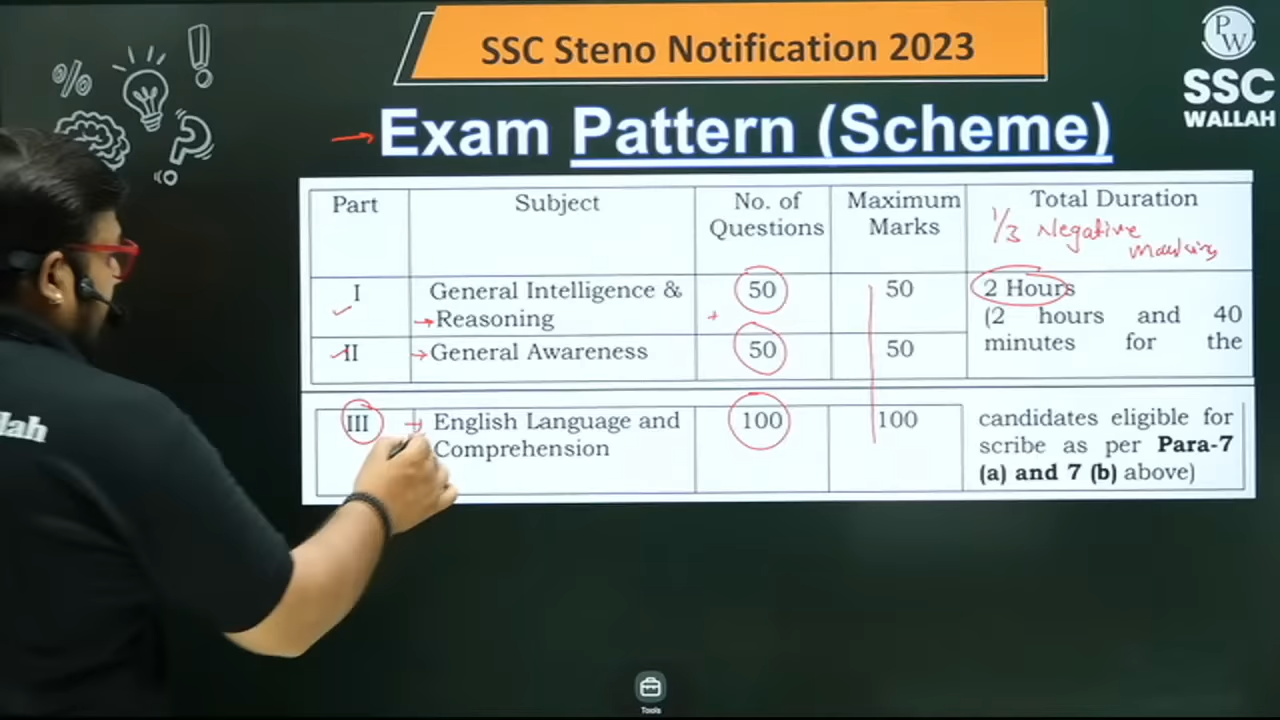 SSC Steno Notification 2023
PW
SSC
WALLAH
Exam Pattern (Scheme)
Part Subject No. of Questions Maximum Marks Total Duration
1/3 Negative
marking
I General Intelligence & Reasoning 50 50 2 Hours
+
II General Awareness 50 50 (2 hours and 40 minutes for the
III English Language and Comprehension 100 100 candidates eligible for scribe as per Para-7 (a) and 7 (b) above)
%
!
?
lah
Tools